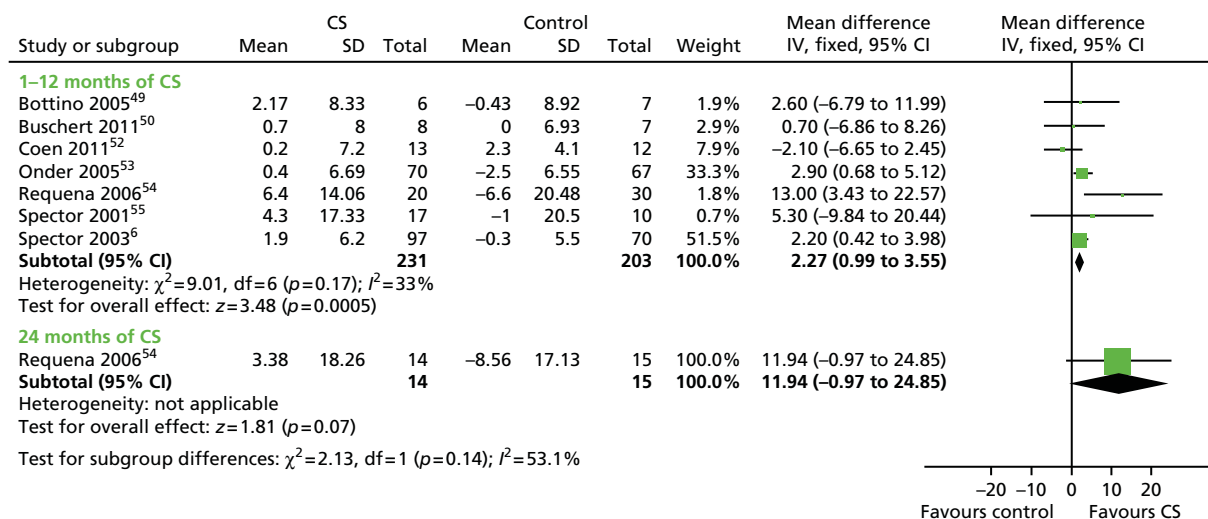 CS Control Mean difference Mean difference
Study or subgroup Mean SD Total Mean SD Total Weight IV, fixed, 95% CI IV, fixed, 95% CI
1–12 months of CS
Bottino 2005⁴⁹ 2.17 8.33 6 –0.43 8.92 7 1.9% 2.60 (–6.79 to 11.99)
Buschert 2011⁵⁰ 0.7 8 8 0 6.93 7 2.9% 0.70 (–6.86 to 8.26)
Coen 2011⁵² 0.2 7.2 13 2.3 4.1 12 7.9% –2.10 (–6.65 to 2.45)
Onder 2005⁵³ 0.4 6.69 70 –2.5 6.55 67 33.3% 2.90 (0.68 to 5.12)
Requena 2006⁵⁴ 6.4 14.06 20 –6.6 20.48 30 1.8% 13.00 (3.43 to 22.57)
Spector 2001⁵⁵ 4.3 17.33 17 –1 20.5 10 0.7% 5.30 (–9.84 to 20.44)
Spector 2003⁶ 1.9 6.2 97 –0.3 5.5 70 51.5% 2.20 (0.42 to 3.98)
Subtotal (95% CI) 231 203 100.0% 2.27 (0.99 to 3.55)
Heterogeneity: χ²=9.01, df=6 (p=0.17); I²=33%
Test for overall effect: z=3.48 (p=0.0005)
24 months of CS
Requena 2006⁵⁴ 3.38 18.26 14 –8.56 17.13 15 100.0% 11.94 (–0.97 to 24.85)
Subtotal (95% CI) 14 15 100.0% 11.94 (–0.97 to 24.85)
Heterogeneity: not applicable
Test for overall effect: z=1.81 (p=0.07)
Test for subgroup differences: χ²=2.13, df=1 (p=0.14); I²=53.1%
–20 –10 0 10 20
Favours control Favours CS